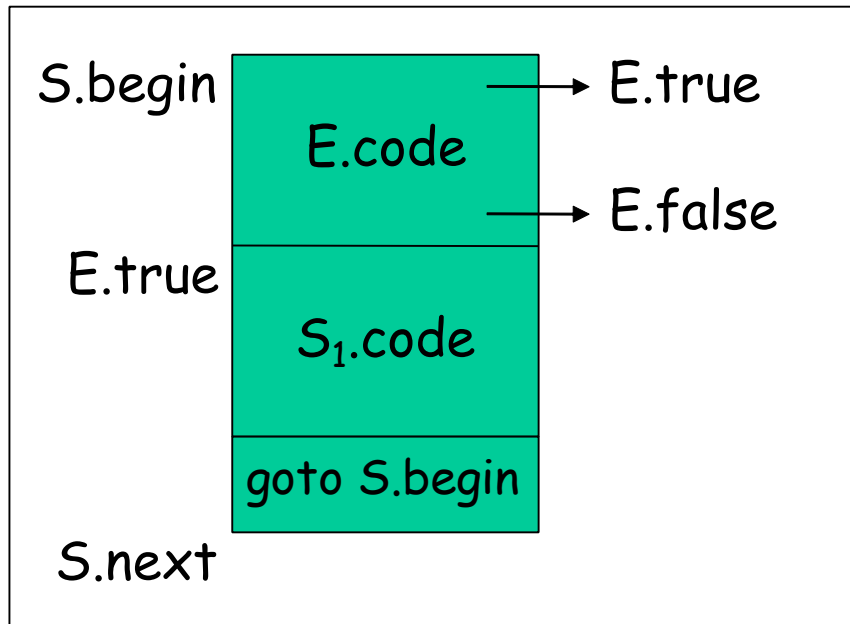 S.begin
E.true
E.code
E.false
E.true
S₁.code
goto S.begin
S.next